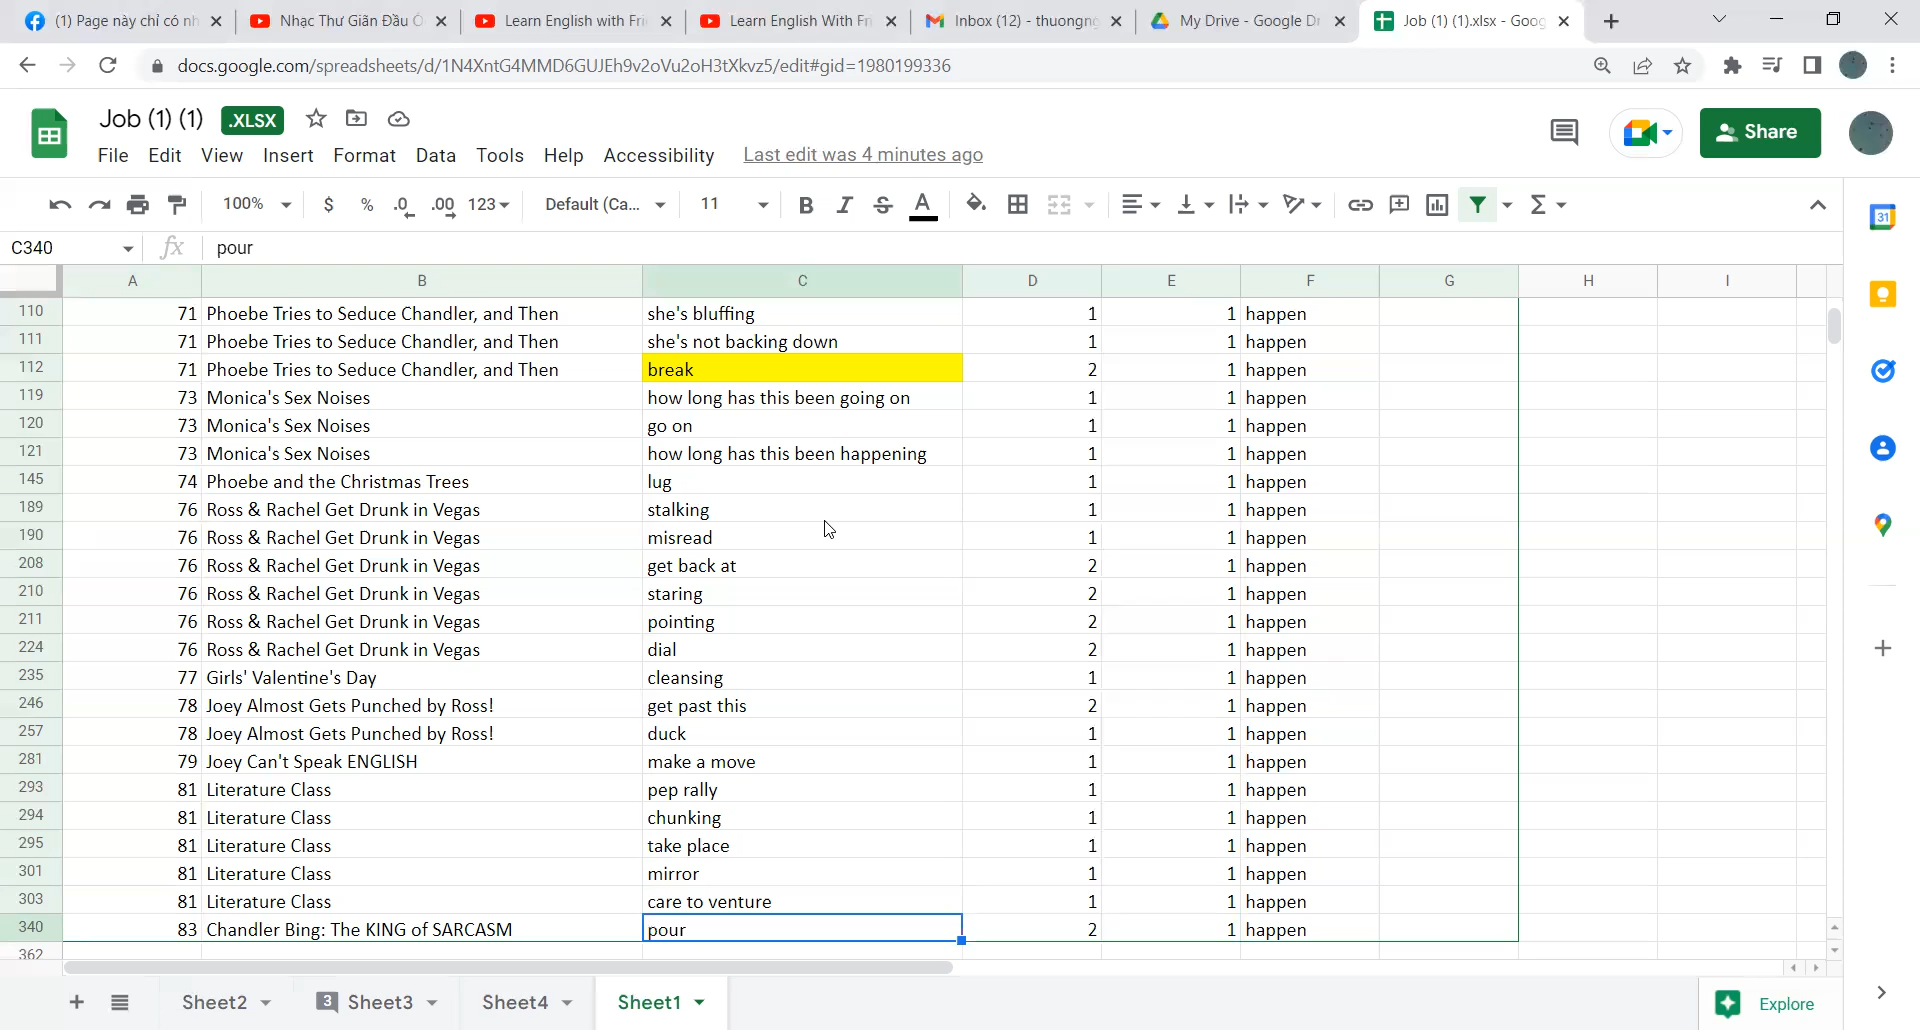 (1) Page này chỉ có nh
Nhạc Thư Giãn Đầu Ó
Learn English with Frie
Learn English With Fri
Inbox (12) - thuongng
My Drive - Google Dr
Job (1) (1).xlsx - Goog
docs.google.com/spreadsheets/d/1N4XntG4MMD6GUJEh9v2oVu2oH3tXkvz5/edit#gid=1980199336
Job (1) (1) .XLSX
Share
File Edit View Insert Format Data Tools Help Accessibility Last edit was 4 minutes ago
100% $ % .0 .00 123 Default (Ca... 11 B I S A Σ
31
C340 fx pour
A B C D E F G H I
110 71 Phoebe Tries to Seduce Chandler, and Then she's bluffing 1 1 happen
111 71 Phoebe Tries to Seduce Chandler, and Then she's not backing down 1 1 happen
112 71 Phoebe Tries to Seduce Chandler, and Then break 2 1 happen
119 73 Monica's Sex Noises how long has this been going on 1 1 happen
120 73 Monica's Sex Noises go on 1 1 happen
121 73 Monica's Sex Noises how long has this been happening 1 1 happen
145 74 Phoebe and the Christmas Trees lug 1 1 happen
189 76 Ross & Rachel Get Drunk in Vegas stalking 1 1 happen
190 76 Ross & Rachel Get Drunk in Vegas misread 1 1 happen
208 76 Ross & Rachel Get Drunk in Vegas get back at 2 1 happen
210 76 Ross & Rachel Get Drunk in Vegas staring 2 1 happen
211 76 Ross & Rachel Get Drunk in Vegas pointing 2 1 happen
224 76 Ross & Rachel Get Drunk in Vegas dial 2 1 happen
235 77 Girls' Valentine's Day cleansing 1 1 happen
246 78 Joey Almost Gets Punched by Ross! get past this 2 1 happen
257 78 Joey Almost Gets Punched by Ross! duck 1 1 happen
281 79 Joey Can't Speak ENGLISH make a move 1 1 happen
293 81 Literature Class pep rally 1 1 happen
294 81 Literature Class chunking 1 1 happen
295 81 Literature Class take place 1 1 happen
301 81 Literature Class mirror 1 1 happen
303 81 Literature Class care to venture 1 1 happen
340 83 Chandler Bing: The KING of SARCASM pour 2 1 happen
362
Sheet2 3 Sheet3 Sheet4 Sheet1 Explore